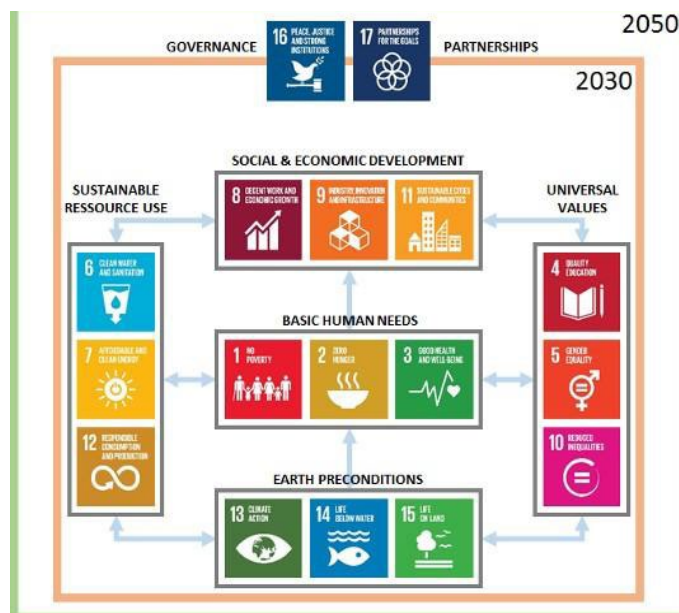 2050
2030
GOVERNANCE
16 PEACE, JUSTICE
AND STRONG
INSTITUTIONS
17 PARTNERSHIPS
FOR THE GOALS
PARTNERSHIPS
SOCIAL & ECONOMIC DEVELOPMENT
8 DECENT WORK AND
ECONOMIC GROWTH
9 INDUSTRY, INNOVATION
AND INFRASTRUCTURE
11 SUSTAINABLE CITIES
AND COMMUNITIES
SUSTAINABLE
RESSOURCE USE
6 CLEAN WATER
AND SANITATION
7 AFFORDABLE AND
CLEAN ENERGY
12 RESPONSIBLE
CONSUMPTION
AND PRODUCTION
UNIVERSAL
VALUES
4 QUALITY
EDUCATION
5 GENDER
EQUALITY
10 REDUCED
INEQUALITIES
BASIC HUMAN NEEDS
1 NO
POVERTY
2 ZERO
HUNGER
3 GOOD HEALTH
AND WELL-BEING
EARTH PRECONDITIONS
13 CLIMATE
ACTION
14 LIFE
BELOW WATER
15 LIFE
ON LAND